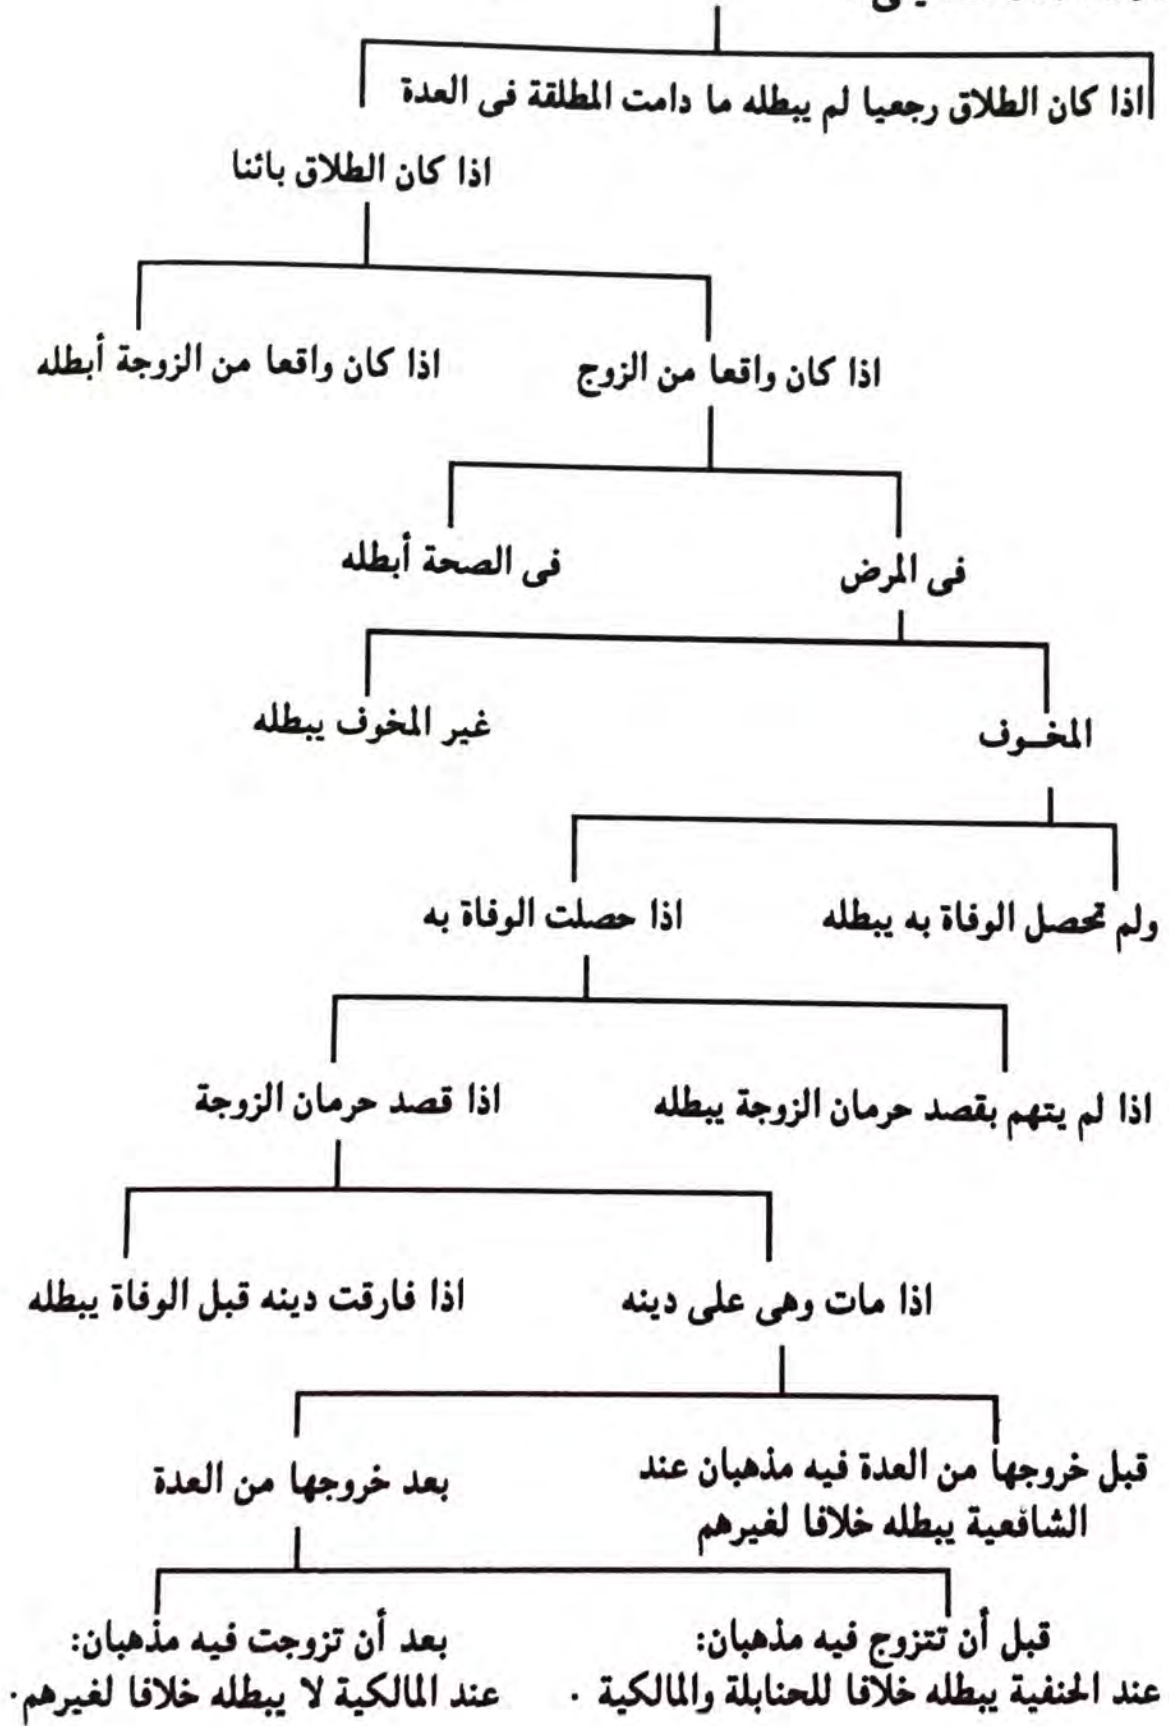 اذا كان الطلاق رجعيا لم يبطله ما دامت المطلقة فى العدة
اذا كان الطلاق بائنا
اذا كان واقعا من الزوج
اذا كان واقعا من الزوجة أبطله
فى المرض
فى الصحة أبطله
المخـوف
غير المخوف يبطله
ولم تحصل الوفاة به يبطله
اذا حصلت الوفاة به
اذا لم يتهم بقصد حرمان الزوجة يبطله
اذا قصد حرمان الزوجة
اذا مات وهى على دينه
اذا فارقت دينه قبل الوفاة يبطله
قبل خروجها من العدة فيه مذهبان عند
الشافعية يبطله خلافا لغيرهم
بعد خروجها من العدة
قبل أن تتزوج فيه مذهبان:
عند الحنفية يبطله خلافا للحنابلة والمالكية .
بعد أن تزوجت فيه مذهبان:
عند المالكية لا يبطله خلافا لغيرهم.